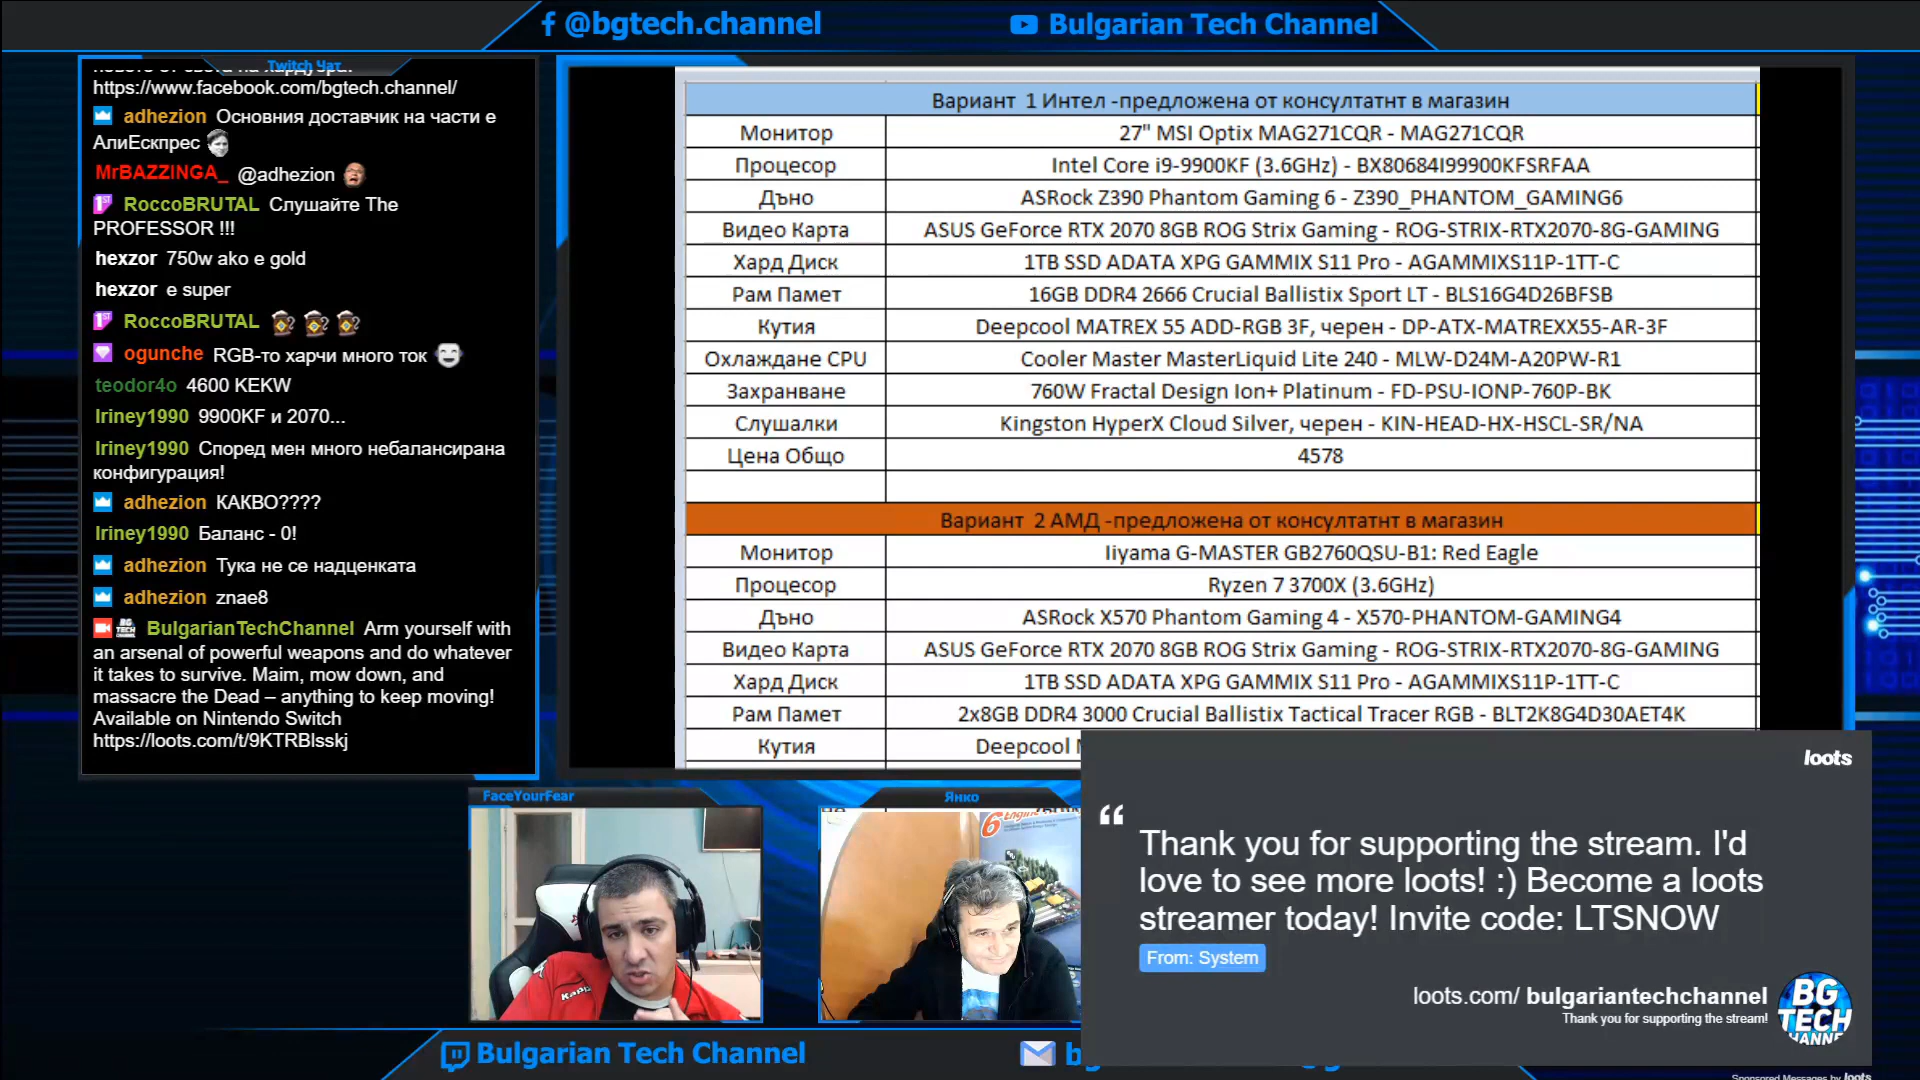 @bgtech.channel
Bulgarian Tech Channel
Twitch Чат
https://www.facebook.com/bgtech.channel/
adhezion Основния доставчик на части е
АлиЕскпрес
MrBAZZINGA_ @adhezion
RoccoBRUTAL Слушайте The
PROFESSOR !!!
hexzor 750w ako e gold
hexzor e super
RoccoBRUTAL
ogunche RGB-то харчи много ток
teodor4o 4600 KEKW
Iriney1990 9900KF и 2070...
Iriney1990 Според мен много небалансирана
конфигурация!
adhezion КАКВО????
Iriney1990 Баланс - 0!
adhezion Тука не се надценката
adhezion znae8
BulgarianTechChannel Arm yourself with
an arsenal of powerful weapons and do whatever
it takes to survive. Maim, mow down, and
massacre the Dead – anything to keep moving!
Available on Nintendo Switch
https://loots.com/t/9KTRBlsskj
Вариант 1 Интел -предложена от консултатнт в магазин
Монитор 27" MSI Optix MAG271CQR - MAG271CQR
Процесор Intel Core i9-9900KF (3.6GHz) - BX80684I99900KFSRFAA
Дъно ASRock Z390 Phantom Gaming 6 - Z390_PHANTOM_GAMING6
Видео Карта ASUS GeForce RTX 2070 8GB ROG Strix Gaming - ROG-STRIX-RTX2070-8G-GAMING
Хард Диск 1TB SSD ADATA XPG GAMMIX S11 Pro - AGAMMIXS11P-1TT-C
Рам Памет 16GB DDR4 2666 Crucial Ballistix Sport LT - BLS16G4D26BFSB
Кутия Deepcool MATREX 55 ADD-RGB 3F, черен - DP-ATX-MATREXX55-AR-3F
Охлаждане CPU Cooler Master MasterLiquid Lite 240 - MLW-D24M-A20PW-R1
Захранване 760W Fractal Design Ion+ Platinum - FD-PSU-IONP-760P-BK
Слушалки Kingston HyperX Cloud Silver, черен - KIN-HEAD-HX-HSCL-SR/NA
Цена Общо 4578
Вариант 2 АМД -предложена от консултатнт в магазин
Монитор Iiyama G-MASTER GB2760QSU-B1: Red Eagle
Процесор Ryzen 7 3700X (3.6GHz)
Дъно ASRock X570 Phantom Gaming 4 - X570-PHANTOM-GAMING4
Видео Карта ASUS GeForce RTX 2070 8GB ROG Strix Gaming - ROG-STRIX-RTX2070-8G-GAMING
Хард Диск 1TB SSD ADATA XPG GAMMIX S11 Pro - AGAMMIXS11P-1TT-C
Рам Памет 2x8GB DDR4 3000 Crucial Ballistix Tactical Tracer RGB - BLT2K8G4D30AET4K
Кутия Deepcool
FaceYourFear
Янко
6 Engine
Kappa
loots
“
Thank you for supporting the stream. I'd
love to see more loots! :) Become a loots
streamer today! Invite code: LTSNOW
From: System
loots.com/ bulgariantechchannel
Thank you for supporting the stream!
BG
TECH
CHANNEL
Bulgarian Tech Channel
Sponsored Messages by loots